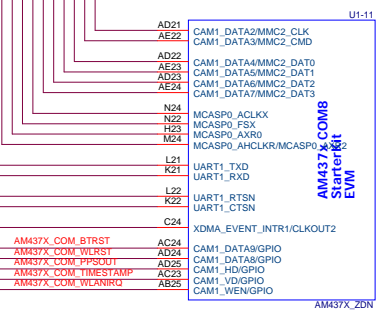 U1-11
AD21 CAM1_DATA2/MMC2_CLK
AE22 CAM1_DATA3/MMC2_CMD
AD22 CAM1_DATA4/MMC2_DAT0
AE23 CAM1_DATA5/MMC2_DAT1
AD23 CAM1_DATA6/MMC2_DAT2
AE24 CAM1_DATA7/MMC2_DAT3
N24 MCASP0_ACLKX
N22 MCASP0_FSX
H23 MCASP0_AXR0
M24 MCASP0_AHCLKR/MCASP0_AXR2
L21 UART1_TXD
K21 UART1_RXD
L22 UART1_RTSN
K22 UART1_CTSN
C24 XDMA_EVENT_INTR1/CLKOUT2
AM437X_COM_BTRST AC24 CAM1_DATA9/GPIO
AM437X_COM_WLRST AD24 CAM1_DATA8/GPIO
AM437X_COM_PPSOUT AD25 CAM1_HD/GPIO
AM437X_COM_TIMESTAMP AC23 CAM1_VD/GPIO
AM437X_COM_WLANIRQ AB25 CAM1_WEN/GPIO
AM437X_COM8
Starter Kit
EVM
AM437X_ZDN